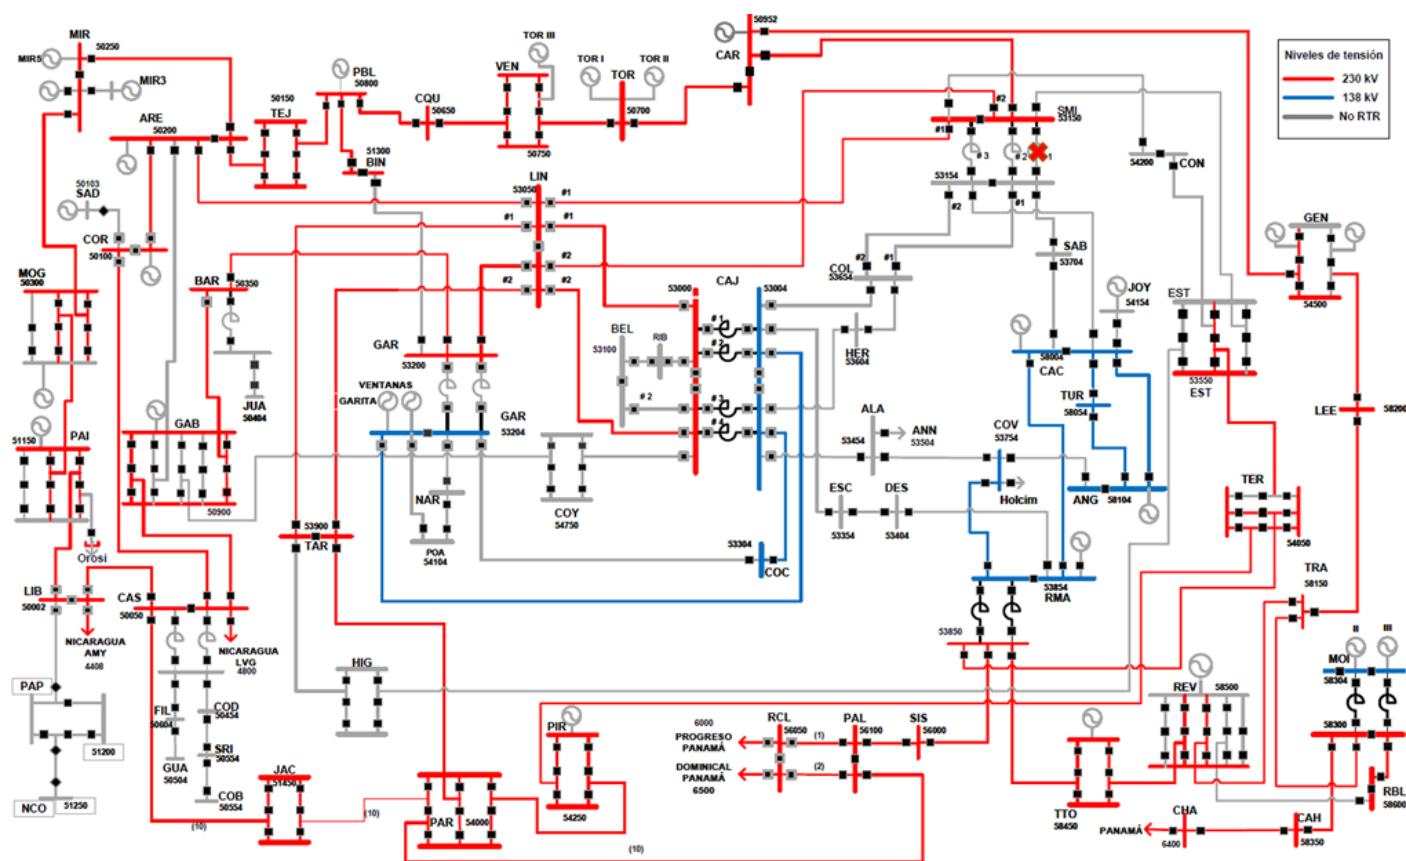 MIR
50250
MIR5
MIR3
ARE
50200
50150
TEJ
PBL
50800
CQU
50650
51300
BIN
TOR III
VEN
50750
TOR I
TOR II
TOR
50700
50952
CAR
Niveles de tensión
230 kV
138 kV
No RTR
#2
SMI
53150
#1
# 3
# 2
1
53154
#2
#1
54200
CON
50103
SAD
COR
50100
LIN
53050
#1
#1
#2
#2
MOG
50300
BAR
50350
JUA
50404
GAR
53200
VENTANAS
GARITA
GAR
53204
CAJ
53000
53004
# 1
# 2
# 3
BEL
53100
RIB
# 2
#2
#1
COL
53654
HER
53604
SAB
53704
JOY
54154
58004
CAC
TUR
58054
EST
53550
EST
GEN
54500
LEE
58200
51150
PAI
GAB
50900
Orosi
NAR
POA
54104
COY
54750
ALA
53454
ANN
53504
COV
53754
Holcim
ANG
58104
ESC
53354
DES
53404
53304
COC
53854
RMA
TER
54050
53900
TAR
LIB
50002
CAS
50050
NICARAGUA
AMY
4408
NICARAGUA
LVG
4800
PAP
51200
NCO
51250
FIL
50604
GUA
50504
COD
50454
SRI
50554
COB
50554
HIG
53850
TRA
58150
II
III
MOI
58304
58300
REV
58500
RBL
58600
PIR
54250
6000
PROGRESO
PANAMÁ
DOMINICAL
PANAMÁ
6500
RCL
56050
(1)
(2)
PAL
56100
SIS
56000
JAC
51450
(10)
(10)
PAR
54000
(10)
TTO
58450
PANAMÁ
CHA
6400
CAH
58350